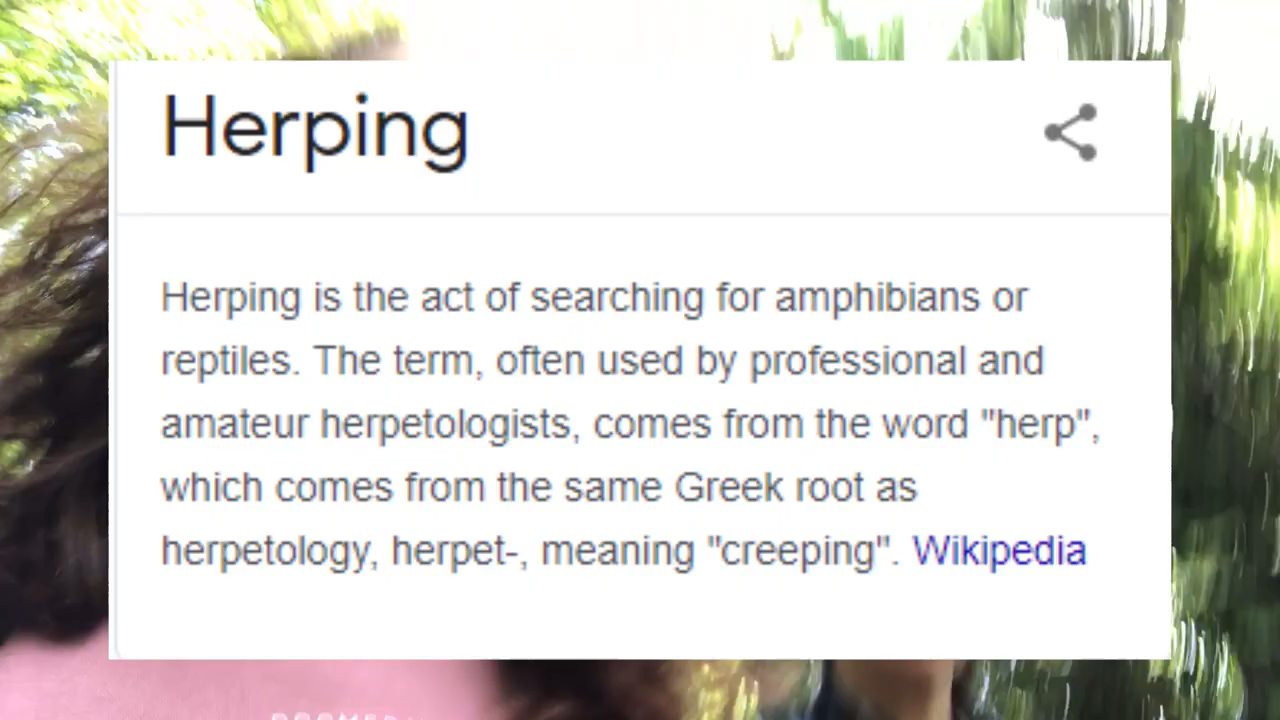 Herping
Herping is the act of searching for amphibians or
reptiles. The term, often used by professional and
amateur herpetologists, comes from the word "herp",
which comes from the same Greek root as
herpetology, herpet-, meaning "creeping". Wikipedia